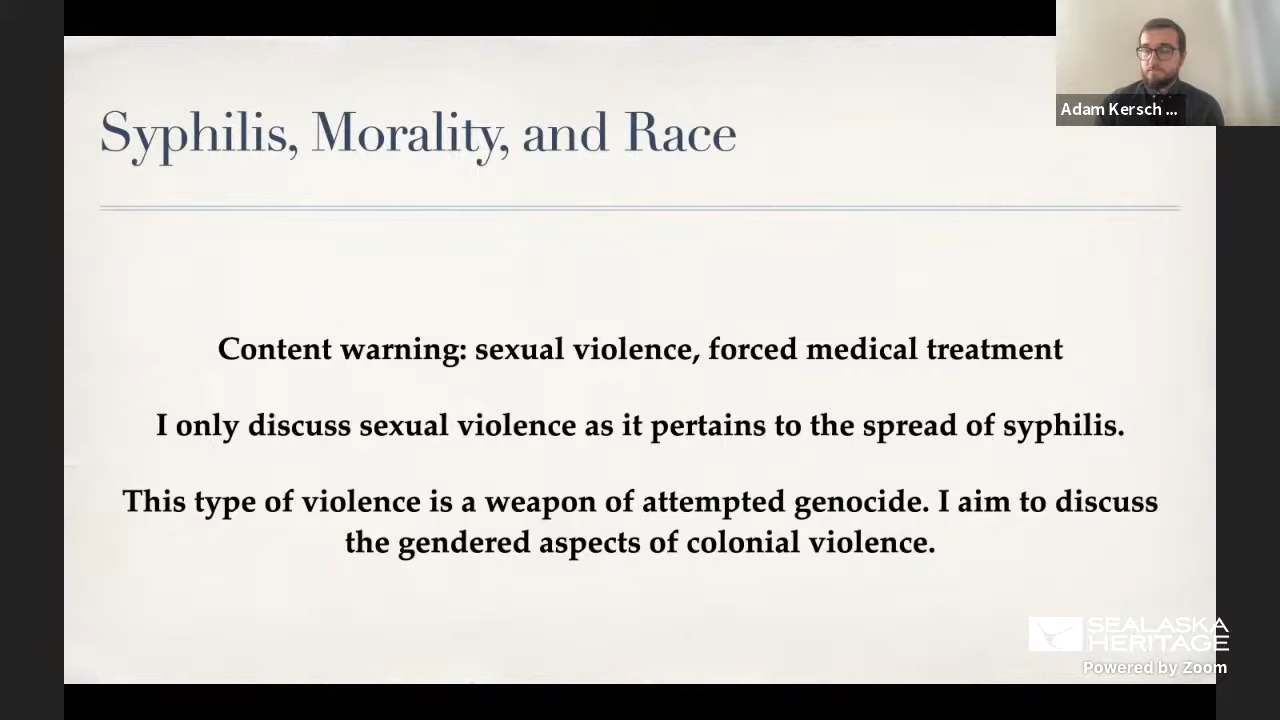 Adam Kersch ...
Syphilis, Morality, and Race
Content warning: sexual violence, forced medical treatment
I only discuss sexual violence as it pertains to the spread of syphilis.
This type of violence is a weapon of attempted genocide. I aim to discuss
the gendered aspects of colonial violence.
SEALASKA
HERITAGE
Powered by Zoom